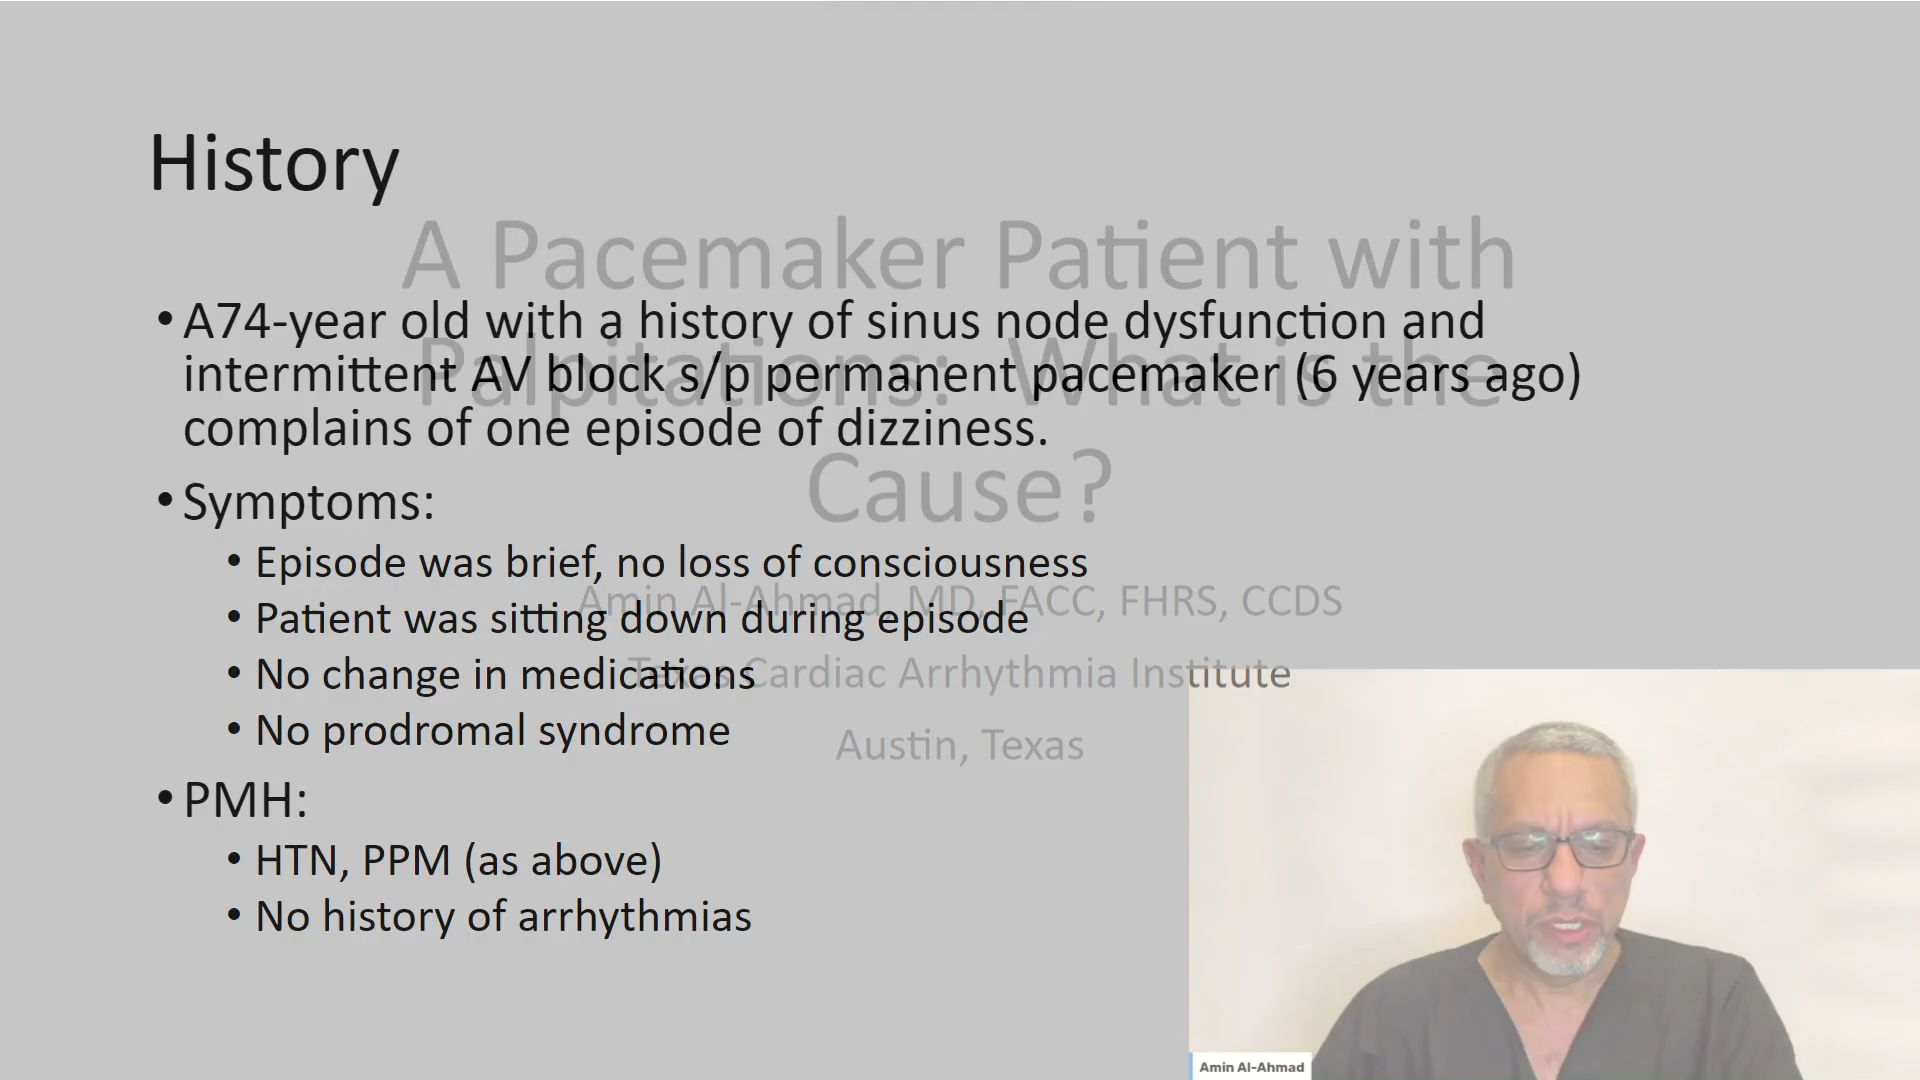 History
A Pacemaker Patient with
Palpitations: What is the
Cause?
Amin Al-Ahmad, MD, FACC, FHRS, CCDS
Texas Cardiac Arrhythmia Institute
Austin, Texas
• A74-year old with a history of sinus node dysfunction and
intermittent AV block s/p permanent pacemaker (6 years ago)
complains of one episode of dizziness.
• Symptoms:
• Episode was brief, no loss of consciousness
• Patient was sitting down during episode
• No change in medications
• No prodromal syndrome
• PMH:
• HTN, PPM (as above)
• No history of arrhythmias
Amin Al-Ahmad